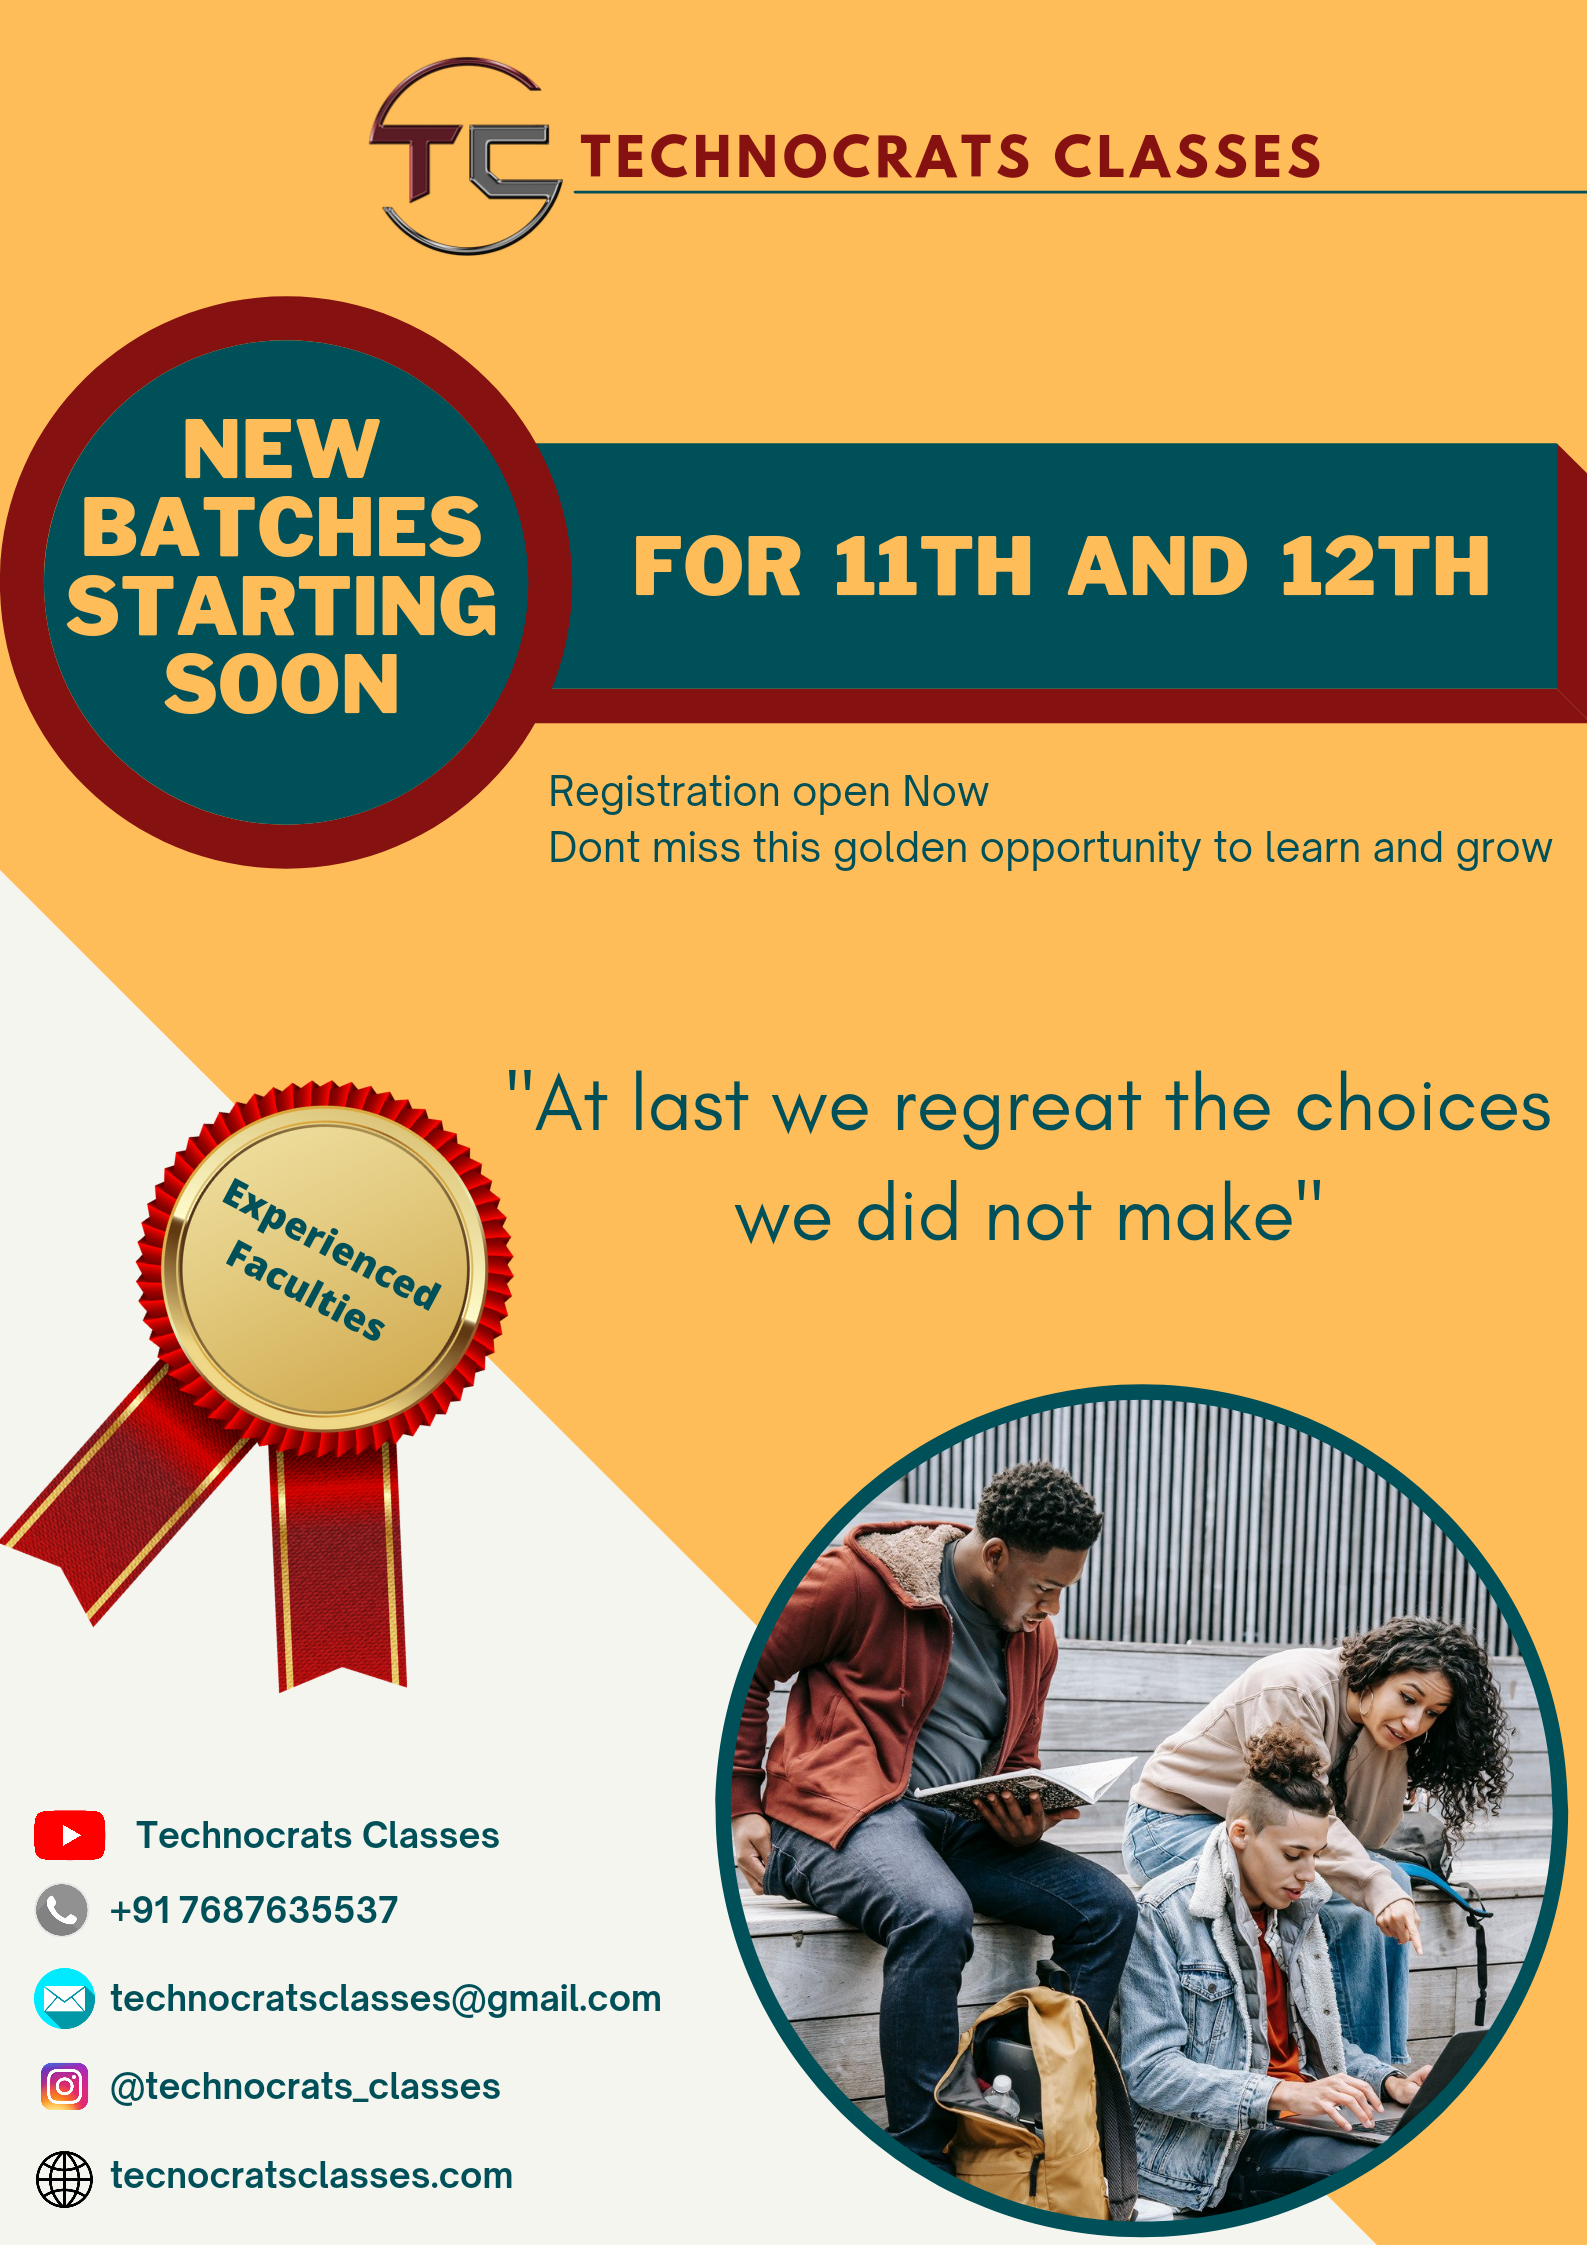 TC
TECHNOCRATS CLASSES
NEW
BATCHES
STARTING
SOON
FOR 11TH AND 12TH
Registration open Now
Dont miss this golden opportunity to learn and grow
"At last we regreat the choices
we did not make"
Experienced
Faculties
Technocrats Classes
+91 7687635537
technocratsclasses@gmail.com
@technocrats_classes
tecnocratsclasses.com